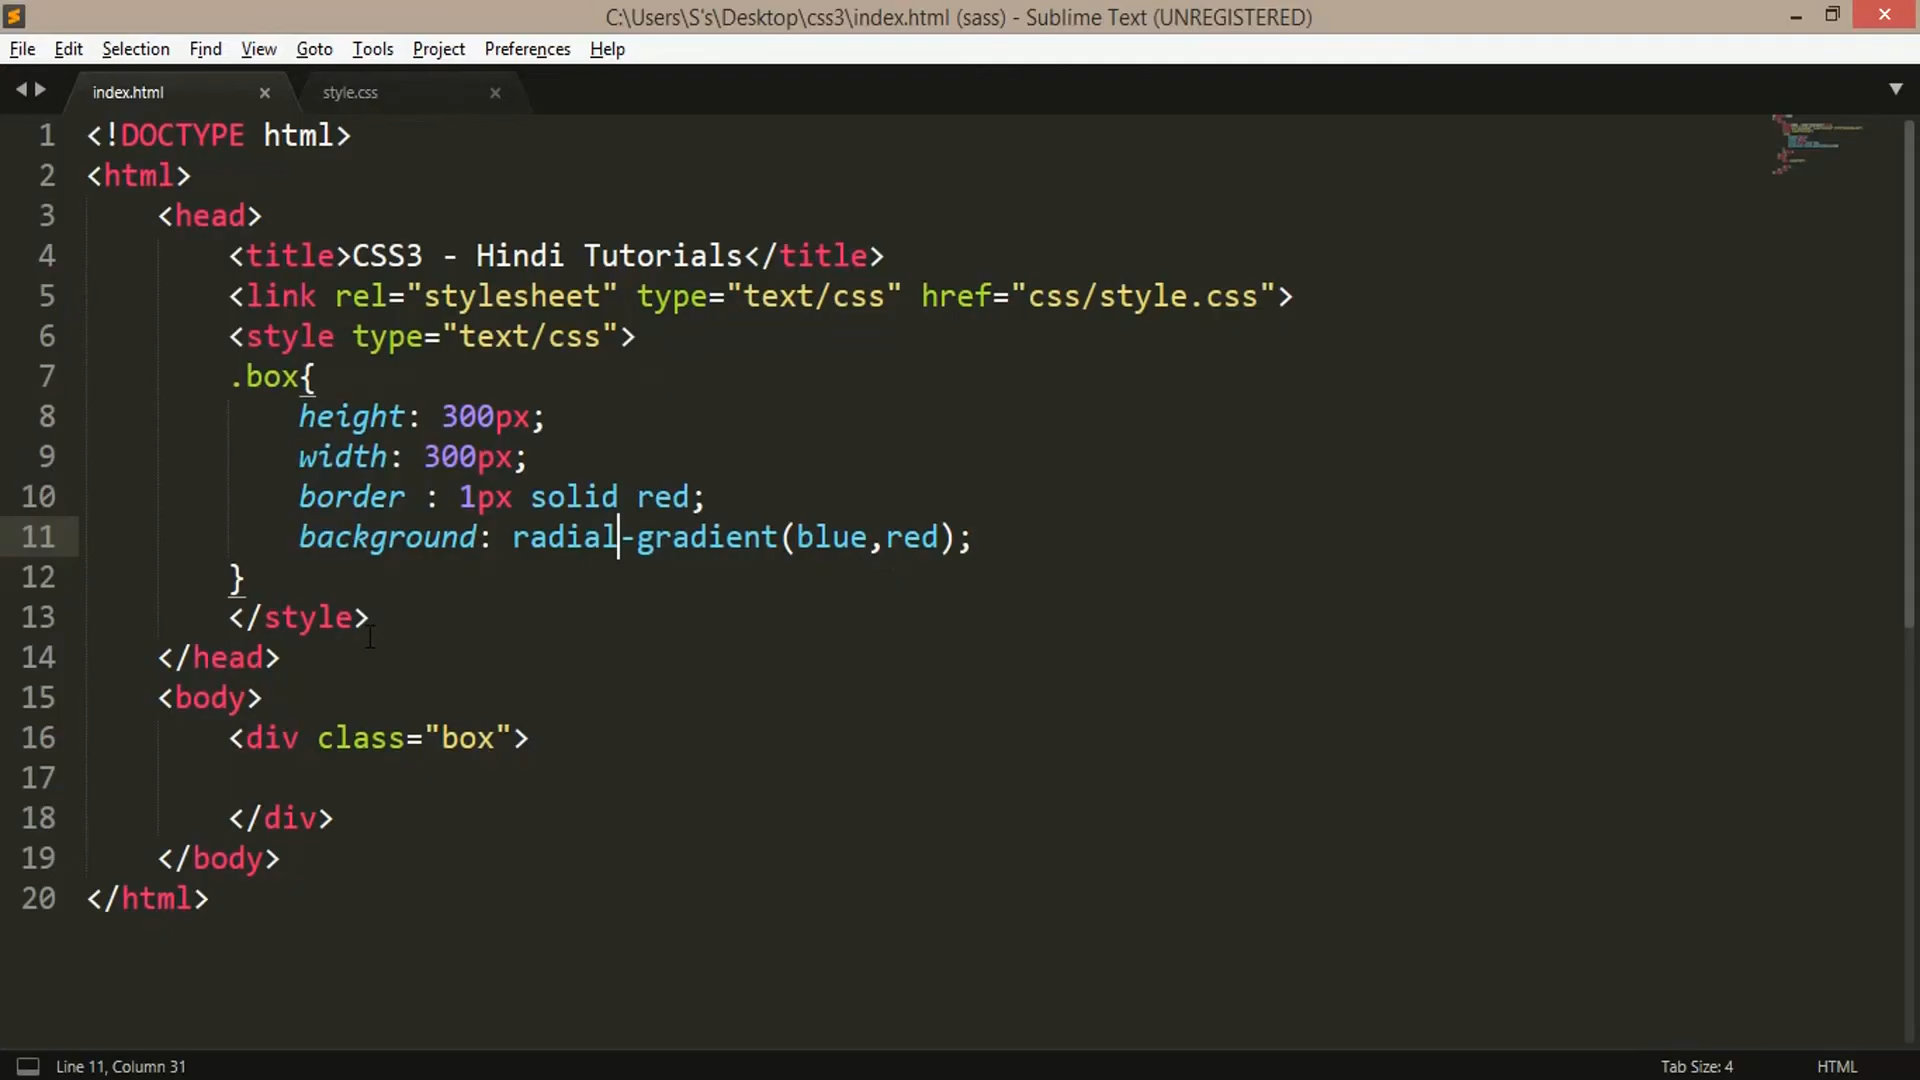 C:\Users\S's\Desktop\css3\index.html (sass) - Sublime Text (UNREGISTERED)
File Edit Selection Find View Goto Tools Project Preferences Help
index.html style.css
1 <!DOCTYPE html>
2 <html>
3 <head>
4 <title>CSS3 - Hindi Tutorials</title>
5 <link rel="stylesheet" type="text/css" href="css/style.css">
6 <style type="text/css">
7 .box{
8 height: 300px;
9 width: 300px;
10 border : 1px solid red;
11 background: radial-gradient(blue,red);
12 }
13 </style>
14 </head>
15 <body>
16 <div class="box">
17
18 </div>
19 </body>
20 </html>
Line 11, Column 31 Tab Size: 4 HTML